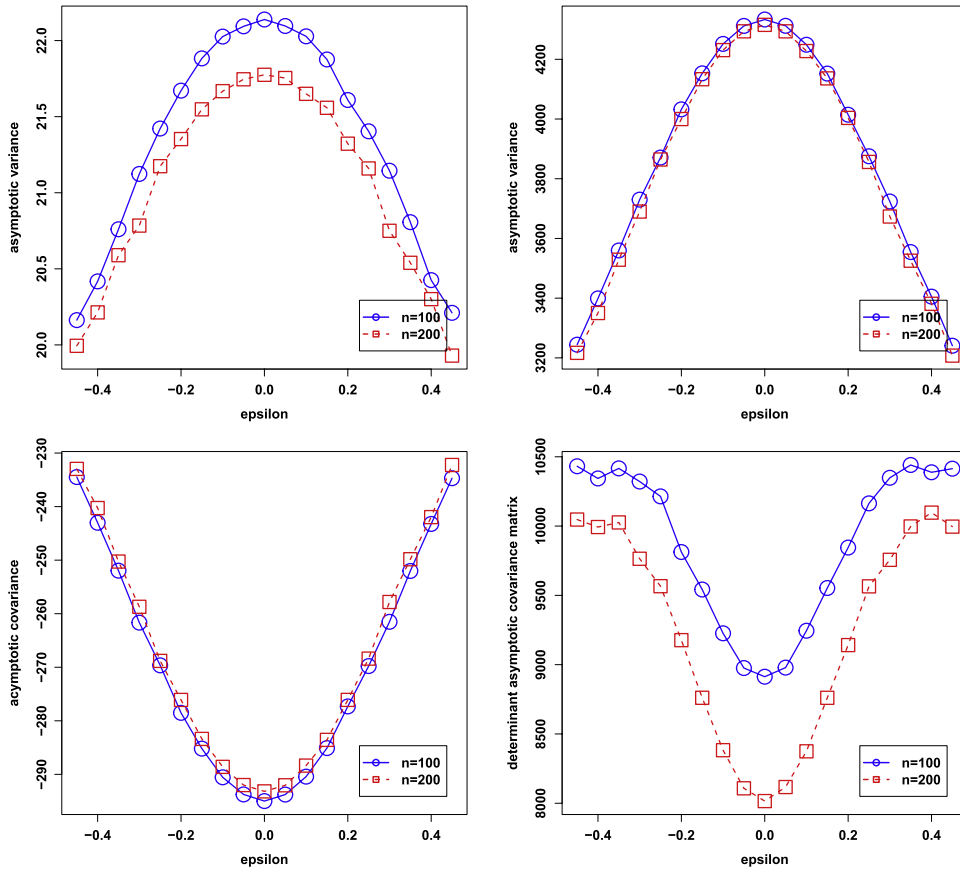 asymptotic variance
22.0
21.5
21.0
20.5
20.0
n=100
n=200
−0.4 −0.2 0.0 0.2 0.4
epsilon
asymptotic variance
4200
4000
3800
3600
3400
3200
n=100
n=200
−0.4 −0.2 0.0 0.2 0.4
epsilon
acymptotic covariance
−230
−240
−250
−260
−270
−280
−290
n=100
n=200
−0.4 −0.2 0.0 0.2 0.4
epsilon
determinant asymptotic covariance matrix
10500
10000
9500
9000
8500
8000
n=100
n=200
−0.4 −0.2 0.0 0.2 0.4
epsilon